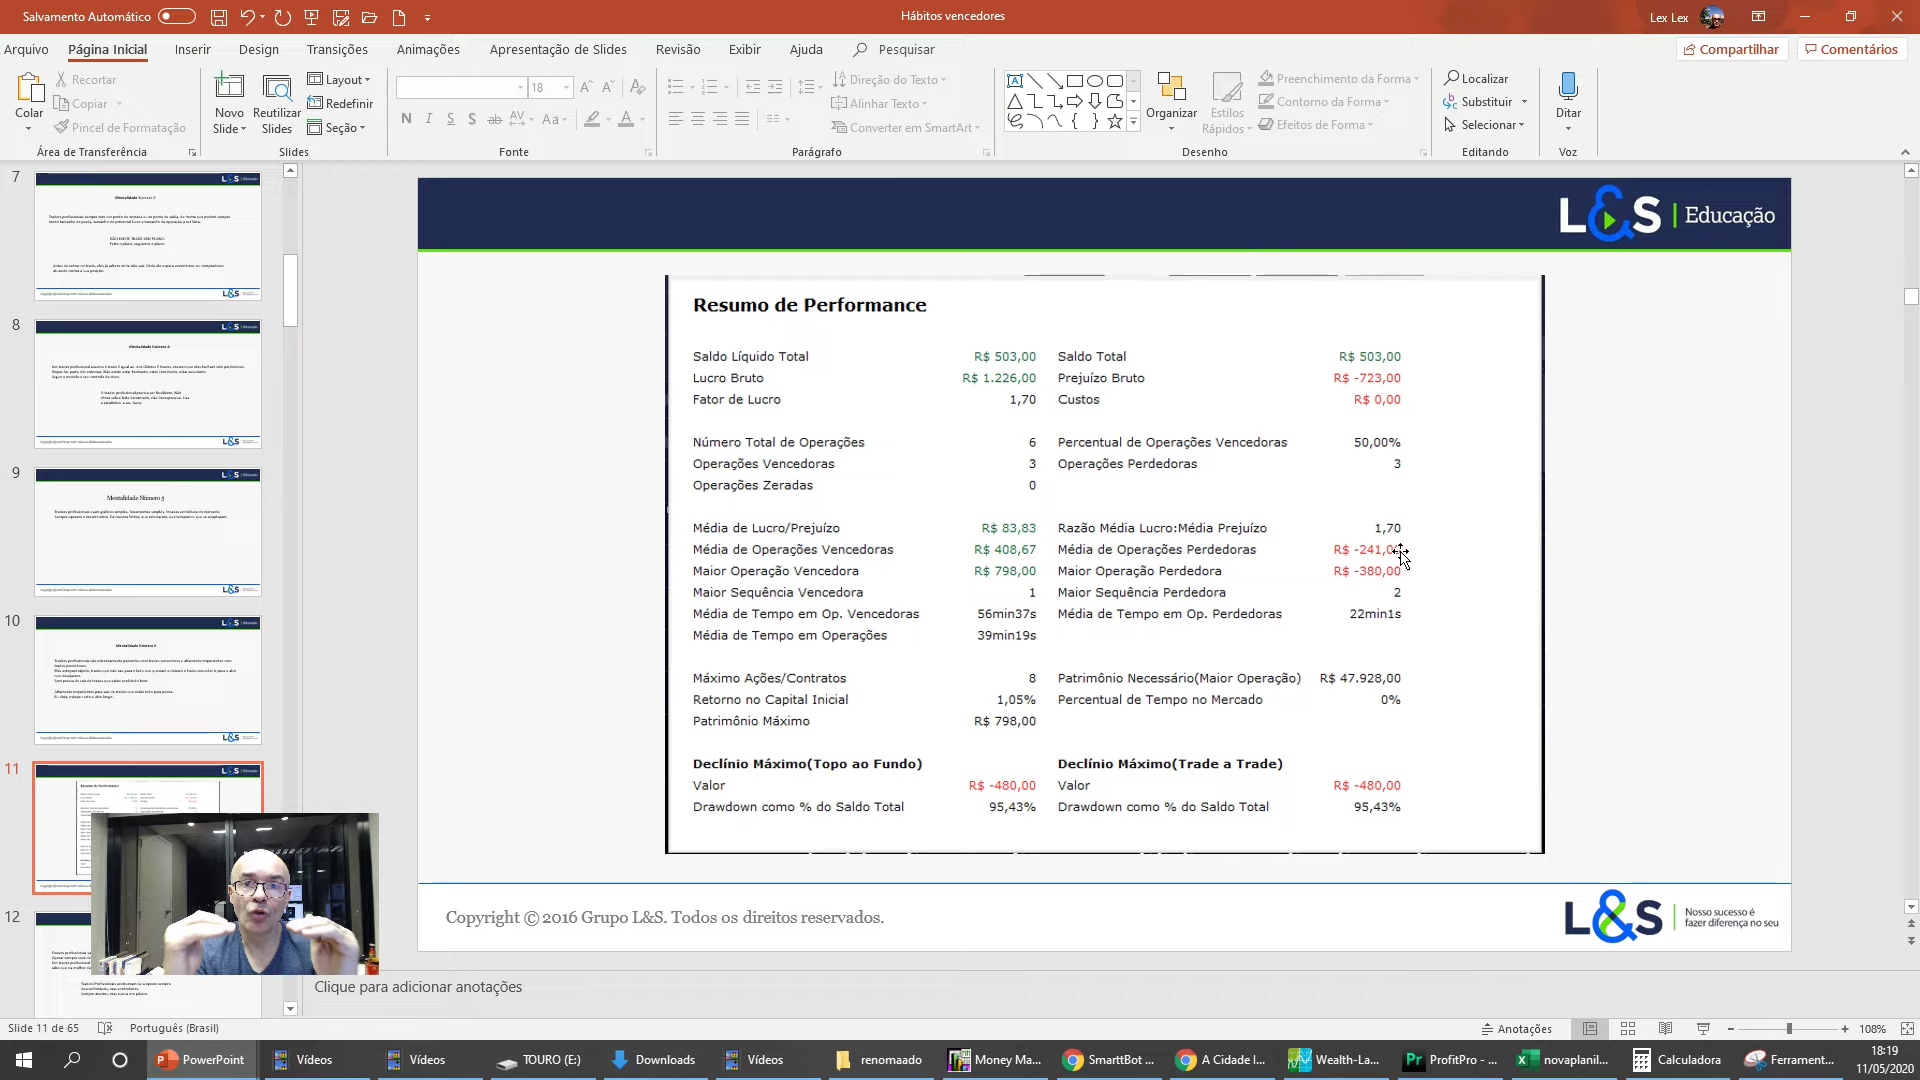 Salvamento Automático
Hábitos vencedores
Lex Lex
Arquivo Página Inicial Inserir Design Transições Animações Apresentação de Slides Revisão Exibir Ajuda Pesquisar
Compartilhar Comentários
Colar
Recortar
Copiar
Pincel de Formatação
Área de Transferência
Novo Slide
Reutilizar Slides
Layout
Redefinir
Seção
Slides
18
Fonte
Direção do Texto
Alinhar Texto
Converter em SmartArt
Parágrafo
Organizar
Estilos Rápidos
Preenchimento da Forma
Contorno da Forma
Efeitos de Forma
Desenho
Localizar
Substituir
Selecionar
Editando
Ditar
Voz
7
8
9
Mentalidade Número 5
10
11
12
L&S | Educação
Resumo de Performance
Saldo Líquido Total R$ 503,00 Saldo Total R$ 503,00
Lucro Bruto R$ 1.226,00 Prejuízo Bruto R$ -723,00
Fator de Lucro 1,70 Custos R$ 0,00
Número Total de Operações 6 Percentual de Operações Vencedoras 50,00%
Operações Vencedoras 3 Operações Perdedoras 3
Operações Zeradas 0
Média de Lucro/Prejuízo R$ 83,83 Razão Média Lucro:Média Prejuízo 1,70
Média de Operações Vencedoras R$ 408,67 Média de Operações Perdedoras R$ -241,0
Maior Operação Vencedora R$ 798,00 Maior Operação Perdedora R$ -380,00
Maior Sequência Vencedora 1 Maior Sequência Perdedora 2
Média de Tempo em Op. Vencedoras 56min37s Média de Tempo em Op. Perdedoras 22min1s
Média de Tempo em Operações 39min19s
Máximo Ações/Contratos 8 Patrimônio Necessário(Maior Operação) R$ 47.928,00
Retorno no Capital Inicial 1,05% Percentual de Tempo no Mercado 0%
Patrimônio Máximo R$ 798,00
Declínio Máximo(Topo ao Fundo) Declínio Máximo(Trade a Trade)
Valor R$ -480,00 Valor R$ -480,00
Drawdown como % do Saldo Total 95,43% Drawdown como % do Saldo Total 95,43%
Copyright © 2016 Grupo L&S. Todos os direitos reservados.
L&S | Nosso sucesso é
fazer diferença no seu
Clique para adicionar anotações
Slide 11 de 65 Português (Brasil) Anotações 108%
PowerPoint Vídeos Vídeos TOURO (E:) Downloads Vídeos renomaado Money Ma... SmarttBot ... A Cidade I... Wealth-La... ProfitPro - ... novaplanil... Calculadora Ferrament...
18:19
11/05/2020